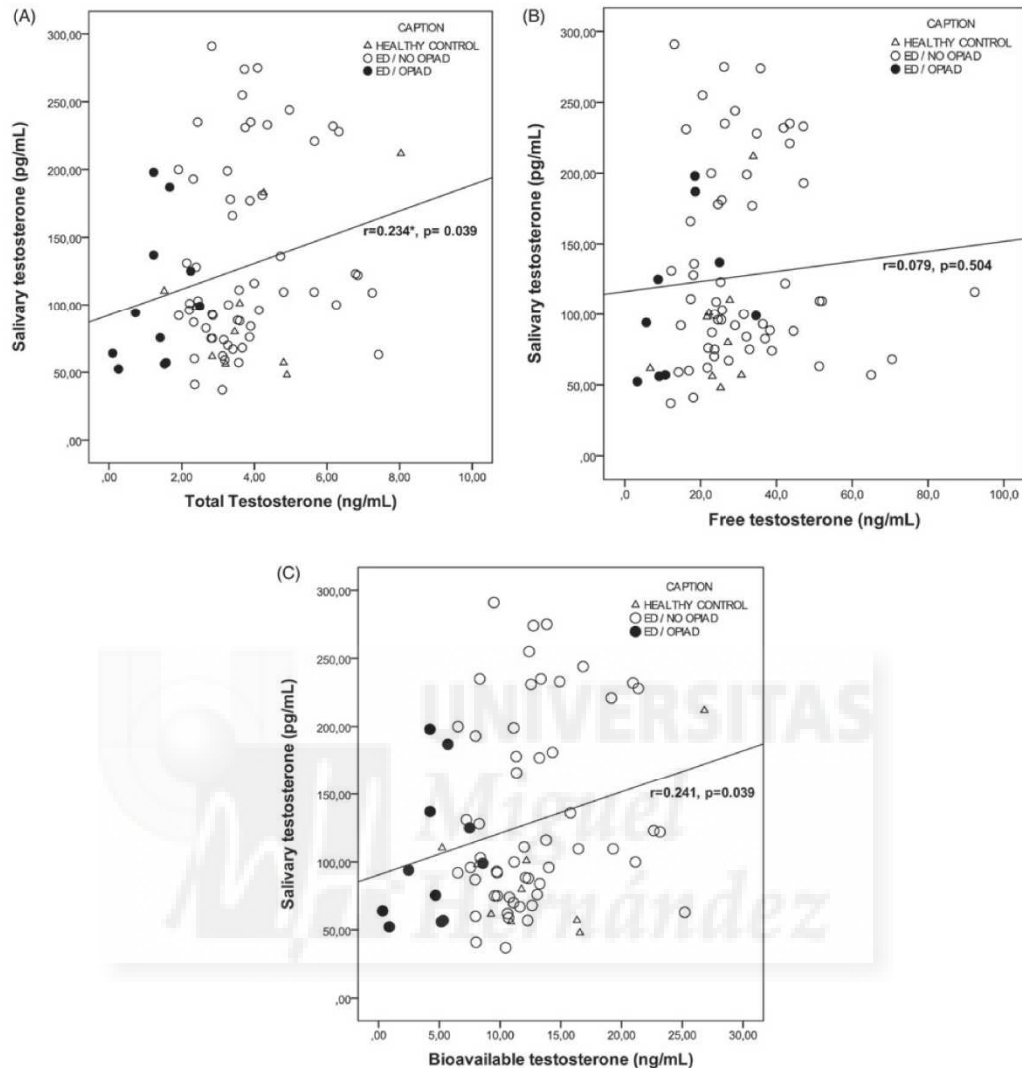 (A)
CAPTION
△ HEALTHY CONTROL
○ ED / NO OPIAD
● ED / OPIAD
300,00
250,00
200,00
150,00
100,00
50,00
,00
Salivary testosterone (pg/mL)
r=0.234*, p= 0.039
,00 2,00 4,00 6,00 8,00 10,00
Total Testosterone (ng/mL)
(B)
CAPTION
△ HEALTHY CONTROL
○ ED / NO OPIAD
● ED / OPIAD
300,00
250,00
200,00
150,00
100,00
50,00
,00
Salivary testosterone (pg/mL)
r=0.079, p=0.504
,0 20,0 40,0 60,0 80,0 100,0
Free testosterone (ng/mL)
(C)
CAPTION
△ HEALTHY CONTROL
○ ED / NO OPIAD
● ED / OPIAD
300,00
250,00
200,00
150,00
100,00
50,00
,00
Salivary testosterone (pg/mL)
r=0.241, p=0.039
,00 5,00 10,00 15,00 20,00 25,00 30,00
Bioavailable testosterone (ng/mL)
UNIVERSITAS
Miguel
Hernández